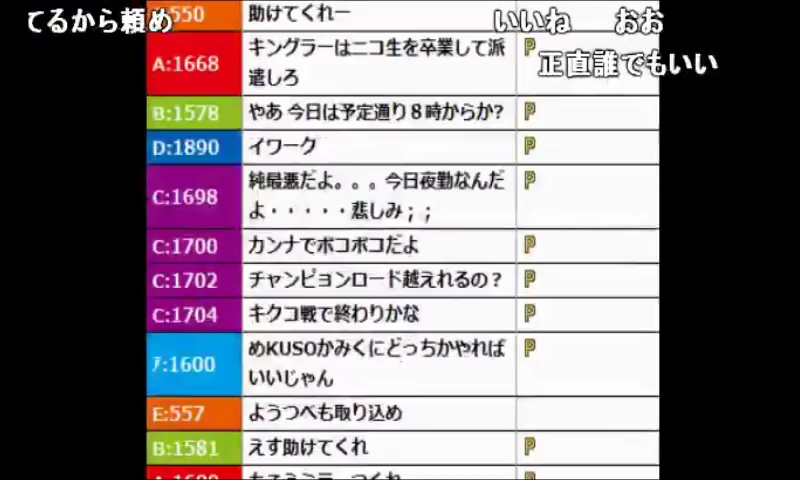 てるから頼め
いいね
おお
正直誰でもいい
:550 助けてくれー
A:1668 キングラーはニコ生を卒業して派 P
遣しろ
B:1578 やあ 今日は予定通り８時からか? P
D:1890 イワーク P
C:1698 純最悪だよ。。。今日夜勤なんだ P
よ・・・・・悲しみ；；
C:1700 カンナでボコボコだよ P
C:1702 チャンピョンロード越えれるの？ P
C:1704 キクコ戦で終わりかな P
ｱ:1600 めKUSOかみくにどっちかやれば P
いいじゃん
E:557 ようつべも取り込め
B:1581 えす助けてくれ P